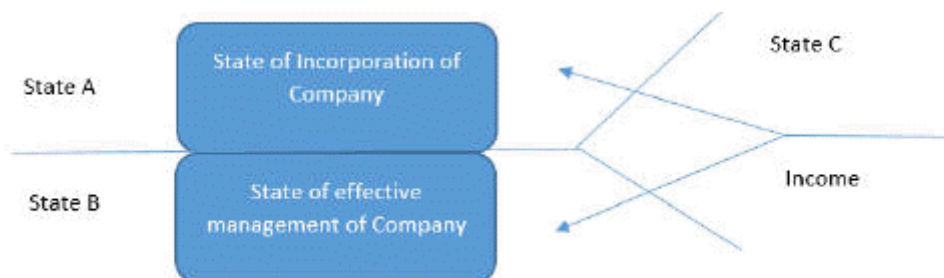 State A
State of Incorporation of
Company
State C
State B
State of effective
management of Company
Income